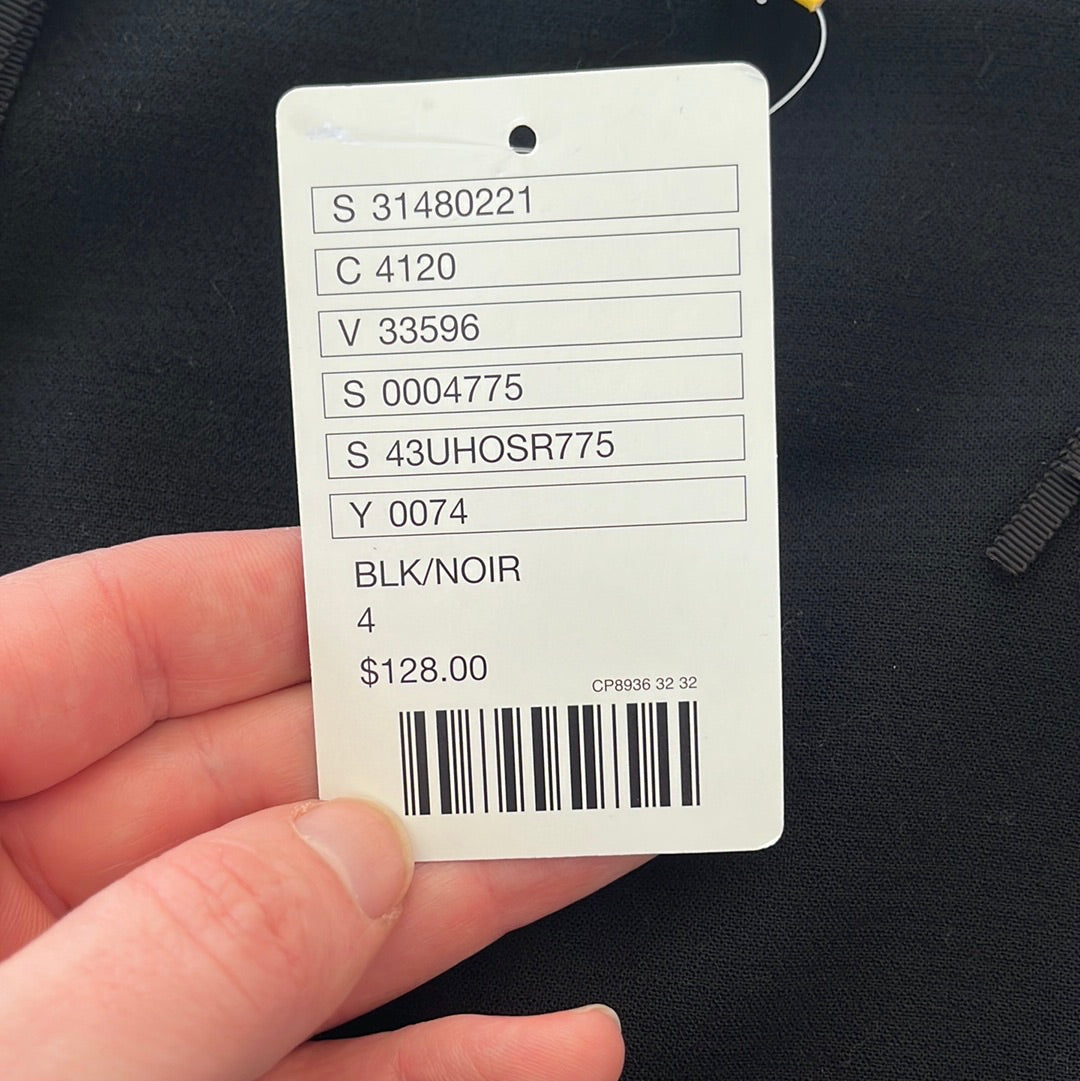 S 31480221
C 4120
V 33596
S 0004775
S 43UHOSR775
Y 0074
BLK/NOIR
4
$128.00
CP8936 32 32